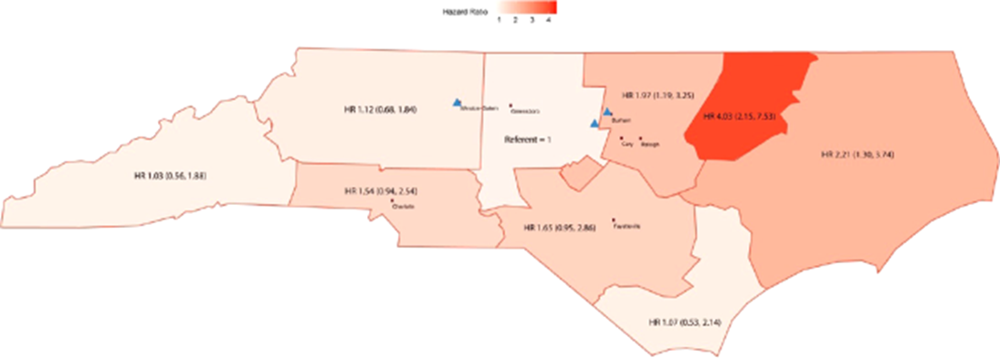 Hazard Ratio
1 2 3 4
HR 1.12 (0.68, 1.84)
Winston-Salem
Greensboro
Referent = 1
HR 1.97 (1.19, 3.25)
Durham
Cary
Raleigh
HR 4.03 (2.15, 7.53)
HR 2.21 (1.30, 3.74)
HR 1.03 (0.56, 1.88)
HR 1.54 (0.94, 2.54)
Charlotte
HR 1.65 (0.95, 2.86)
Fayetteville
HR 1.07 (0.53, 2.14)